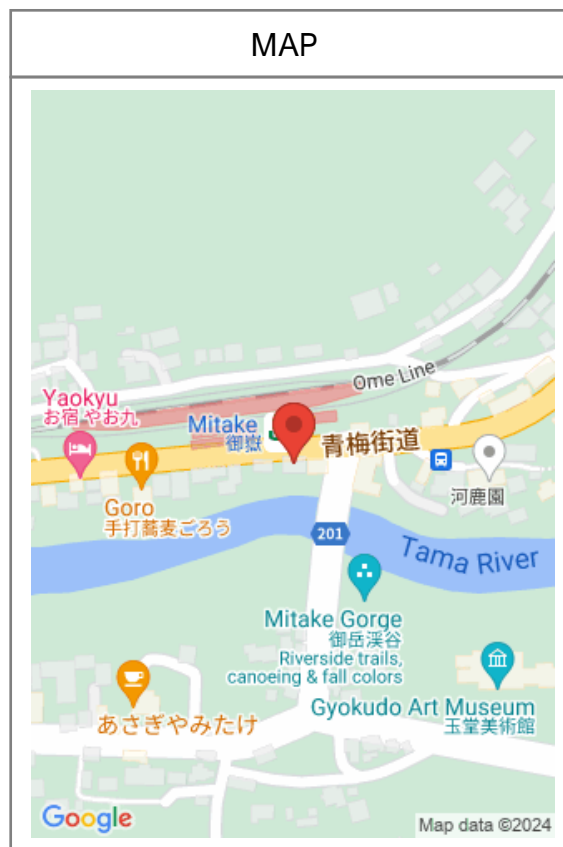 MAP
Ome Line
Yaokyu
お宿 やお九
Mitake
御嶽
青梅街道
Goro
手打蕎麦ごろう
河鹿園
201
Tama River
Mitake Gorge
御岳渓谷
Riverside trails,
canoeing & fall colors
Gyokudo Art Museum
玉堂美術館
あさぎやみたけ
Google
Map data ©2024